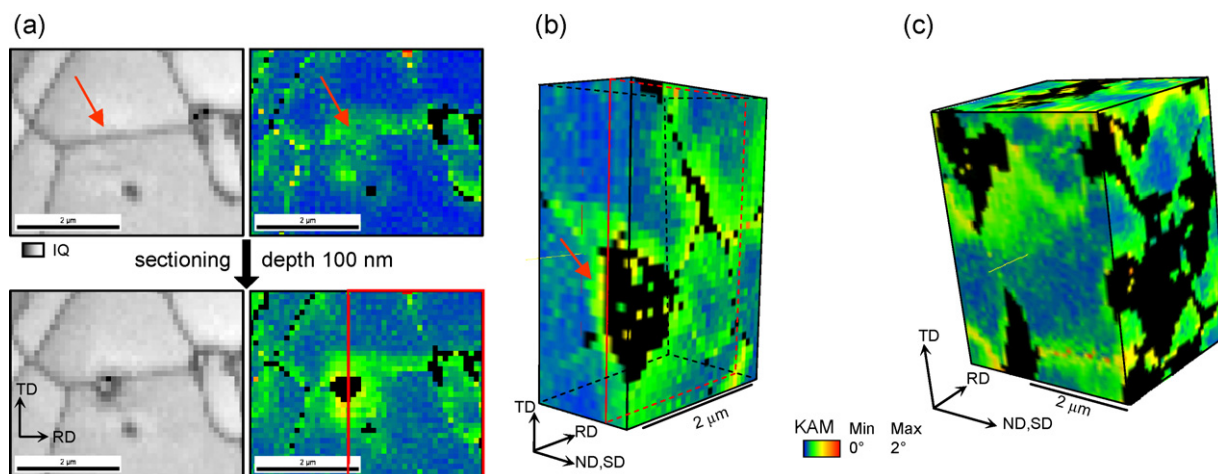 (a)
2 µm
2 µm
IQ
sectioning
depth 100 nm
TD
RD
2 µm
2 µm
(b)
TD
RD
ND,SD
2 µm
KAM Min Max
0° 2°
(c)
TD
RD
ND,SD
2 µm